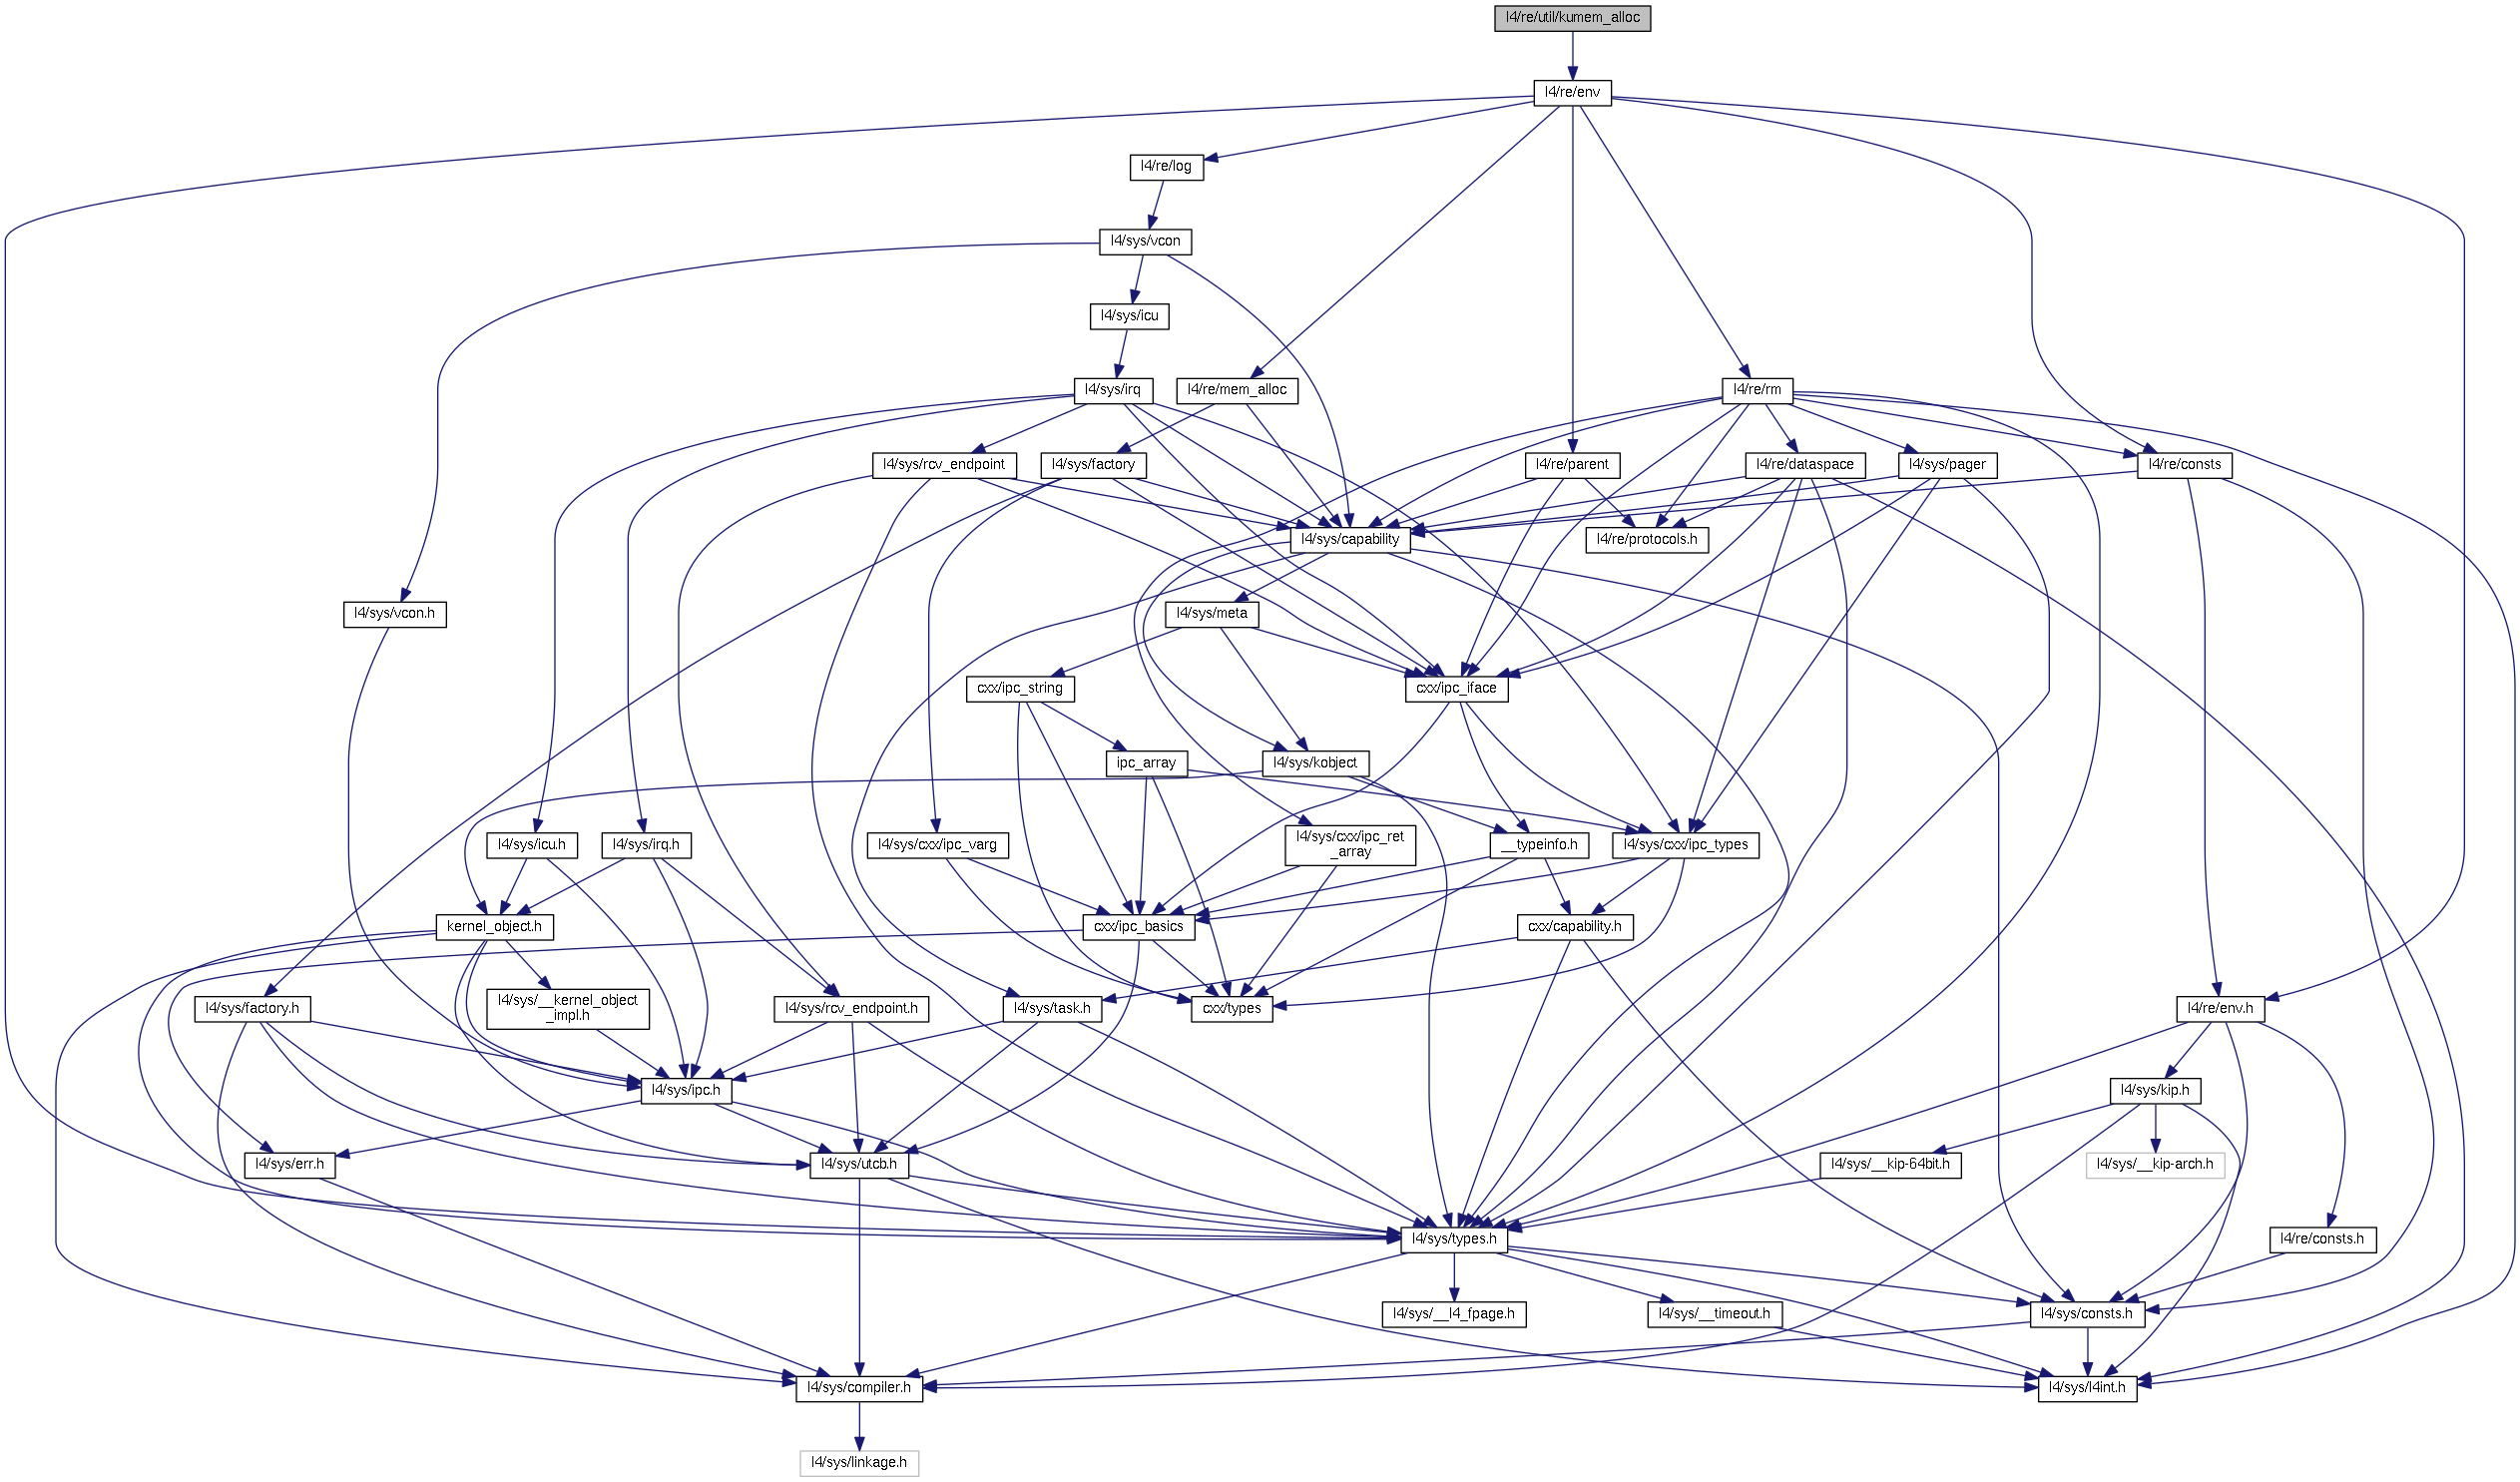 l4/re/util/kumem_alloc
l4/re/env
l4/re/log
l4/sys/vcon
l4/sys/icu
l4/sys/irq
l4/re/mem_alloc
l4/re/rm
l4/sys/rcv_endpoint
l4/sys/factory
l4/re/parent
l4/re/dataspace
l4/sys/pager
l4/re/consts
l4/sys/capability
l4/re/protocols.h
l4/sys/vcon.h
l4/sys/meta
cxx/ipc_string
cxx/ipc_iface
ipc_array
l4/sys/kobject
l4/sys/icu.h
l4/sys/irq.h
l4/sys/cxx/ipc_varg
l4/sys/cxx/ipc_ret
_array
__typeinfo.h
l4/sys/cxx/ipc_types
kernel_object.h
cxx/ipc_basics
cxx/capability.h
l4/sys/factory.h
l4/sys/__kernel_object
_impl.h
l4/sys/rcv_endpoint.h
l4/sys/task.h
cxx/types
l4/re/env.h
l4/sys/ipc.h
l4/sys/kip.h
l4/sys/err.h
l4/sys/utcb.h
l4/sys/__kip-64bit.h
l4/sys/__kip-arch.h
l4/sys/types.h
l4/re/consts.h
l4/sys/__l4_fpage.h
l4/sys/__timeout.h
l4/sys/consts.h
l4/sys/compiler.h
l4/sys/l4int.h
l4/sys/linkage.h